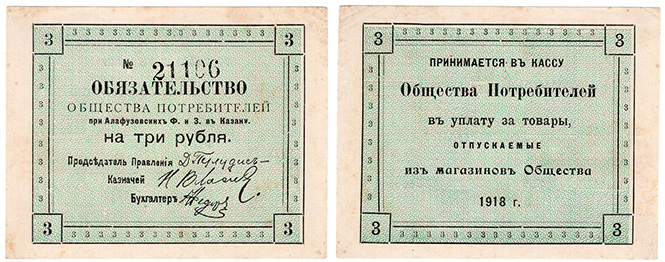 3 3
№ 21106
ОБЯЗАТЕЛЬСТВО
ОБЩЕСТВА ПОТРЕБИТЕЛЕЙ
при Алафузовскихъ Ф. и З. въ Казани.
на три рубля.
Предсѣдатель Правленія
Казначей
Бухгалтеръ
3 3
3 3
ПРИНИМАЕТСЯ ВЪ КАССУ
Общества Потребителей
въ уплату за товары,
ОТПУСКАЕМЫЕ
изъ магазиновъ Общества
1918 г.
3 3